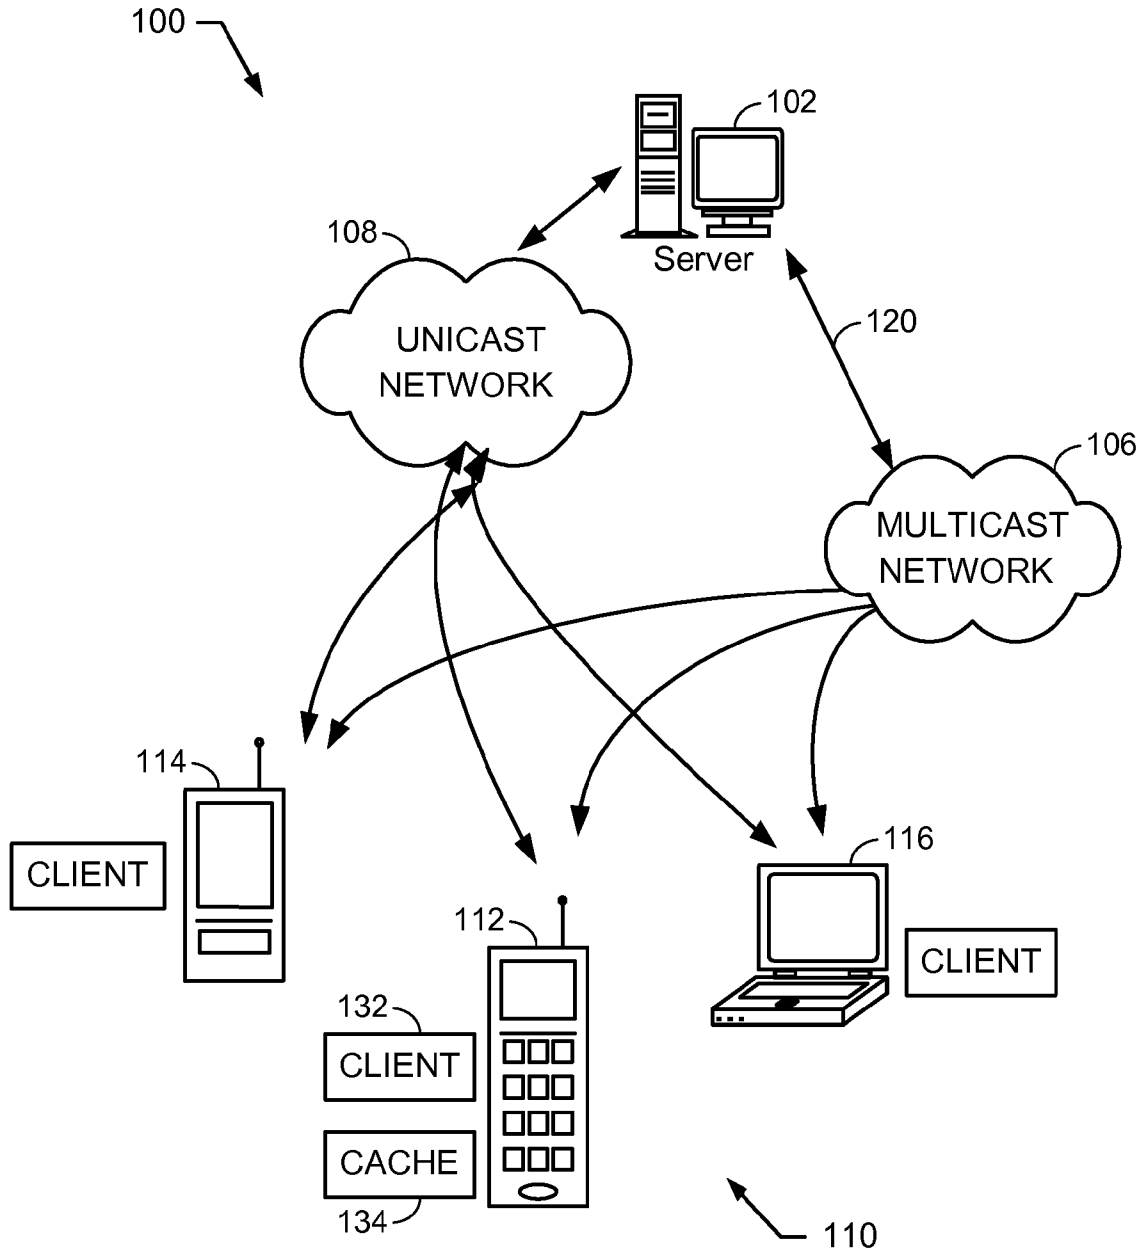 100
102
Server
108
UNICAST
NETWORK
120
106
MULTICAST
NETWORK
114
CLIENT
116
CLIENT
112
132
CLIENT
CACHE
134
110